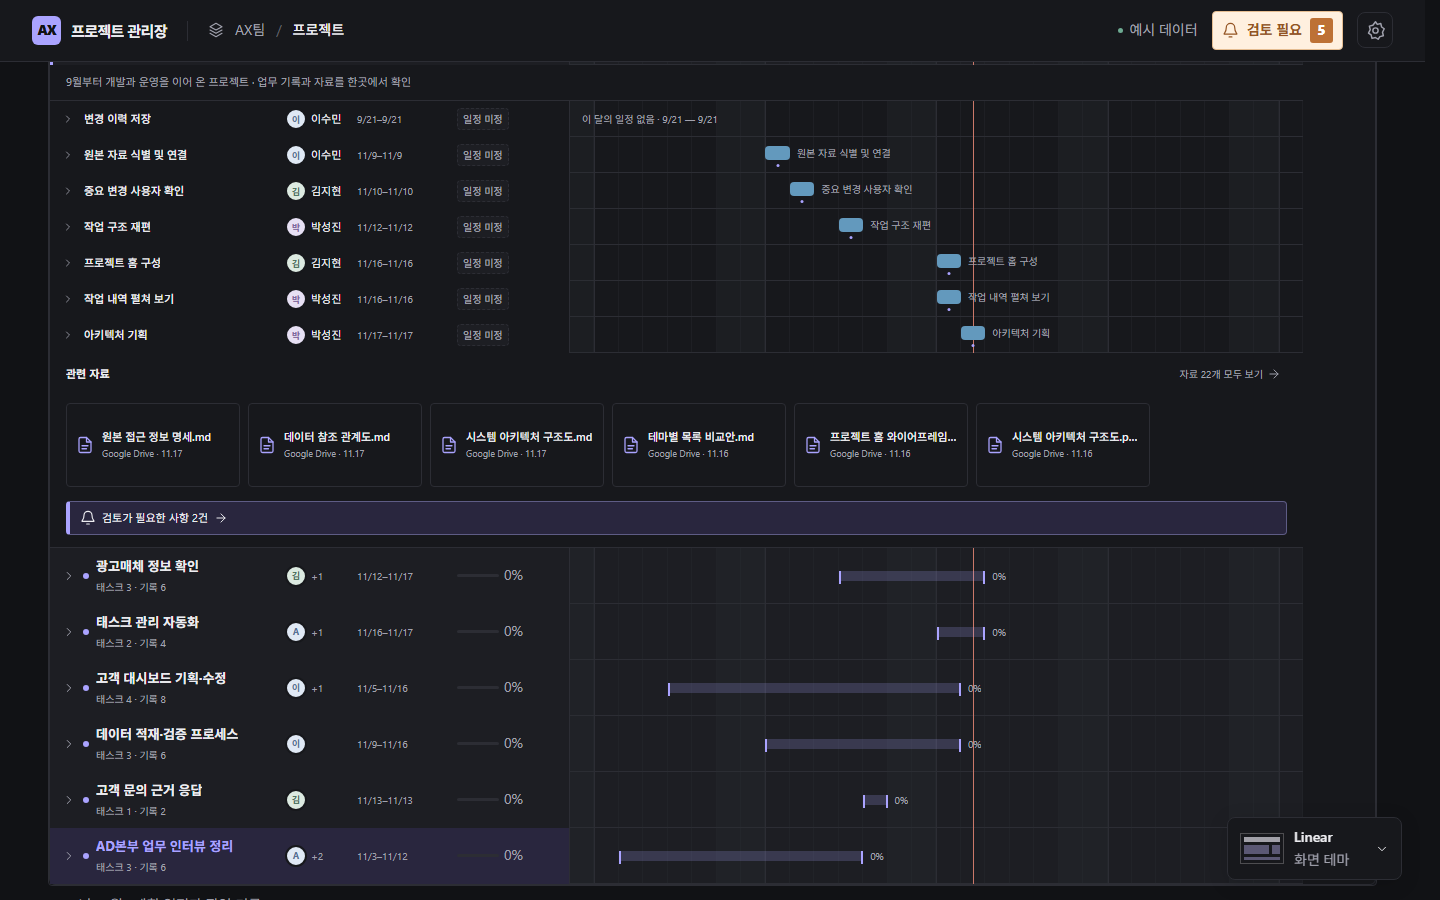 AX 프로젝트 관리장 AX팀 / 프로젝트 예시 데이터 검토 필요 5
9월부터 개발과 운영을 이어 온 프로젝트 · 업무 기록과 자료를 한곳에서 확인
변경 이력 저장 이 이수민 9/21–9/21 일정 미정 이 달의 일정 없음 · 9/21 — 9/21
원본 자료 식별 및 연결 이 이수민 11/9–11/9 일정 미정 원본 자료 식별 및 연결
중요 변경 사용자 확인 김 김지현 11/10–11/10 일정 미정 중요 변경 사용자 확인
작업 구조 재편 박 박성진 11/12–11/12 일정 미정 작업 구조 재편
프로젝트 홈 구성 김 김지현 11/16–11/16 일정 미정 프로젝트 홈 구성
작업 내역 펼쳐 보기 박 박성진 11/16–11/16 일정 미정 작업 내역 펼쳐 보기
아키텍처 기획 박 박성진 11/17–11/17 일정 미정 아키텍처 기획
관련 자료 자료 22개 모두 보기
원본 접근 정보 명세.md
Google Drive · 11.17
데이터 참조 관계도.md
Google Drive · 11.17
시스템 아키텍처 구조도.md
Google Drive · 11.17
테마별 목록 비교안.md
Google Drive · 11.16
프로젝트 홈 와이어프레임...
Google Drive · 11.16
시스템 아키텍처 구조도.p...
Google Drive · 11.16
검토가 필요한 사항 2건
광고매체 정보 확인 김 +1 11/12–11/17 0% 0%
태스크 3 · 기록 6
태스크 관리 자동화 A +1 11/16–11/17 0% 0%
태스크 2 · 기록 4
고객 대시보드 기획·수정 이 +1 11/5–11/16 0% 0%
태스크 4 · 기록 8
데이터 적재·검증 프로세스 이 11/9–11/16 0% 0%
태스크 3 · 기록 6
고객 문의 근거 응답 김 11/13–11/13 0% 0%
태스크 1 · 기록 2
AD본부 업무 인터뷰 정리 A +2 11/3–11/12 0% 0%
태스크 3 · 기록 6
Linear
화면 테마